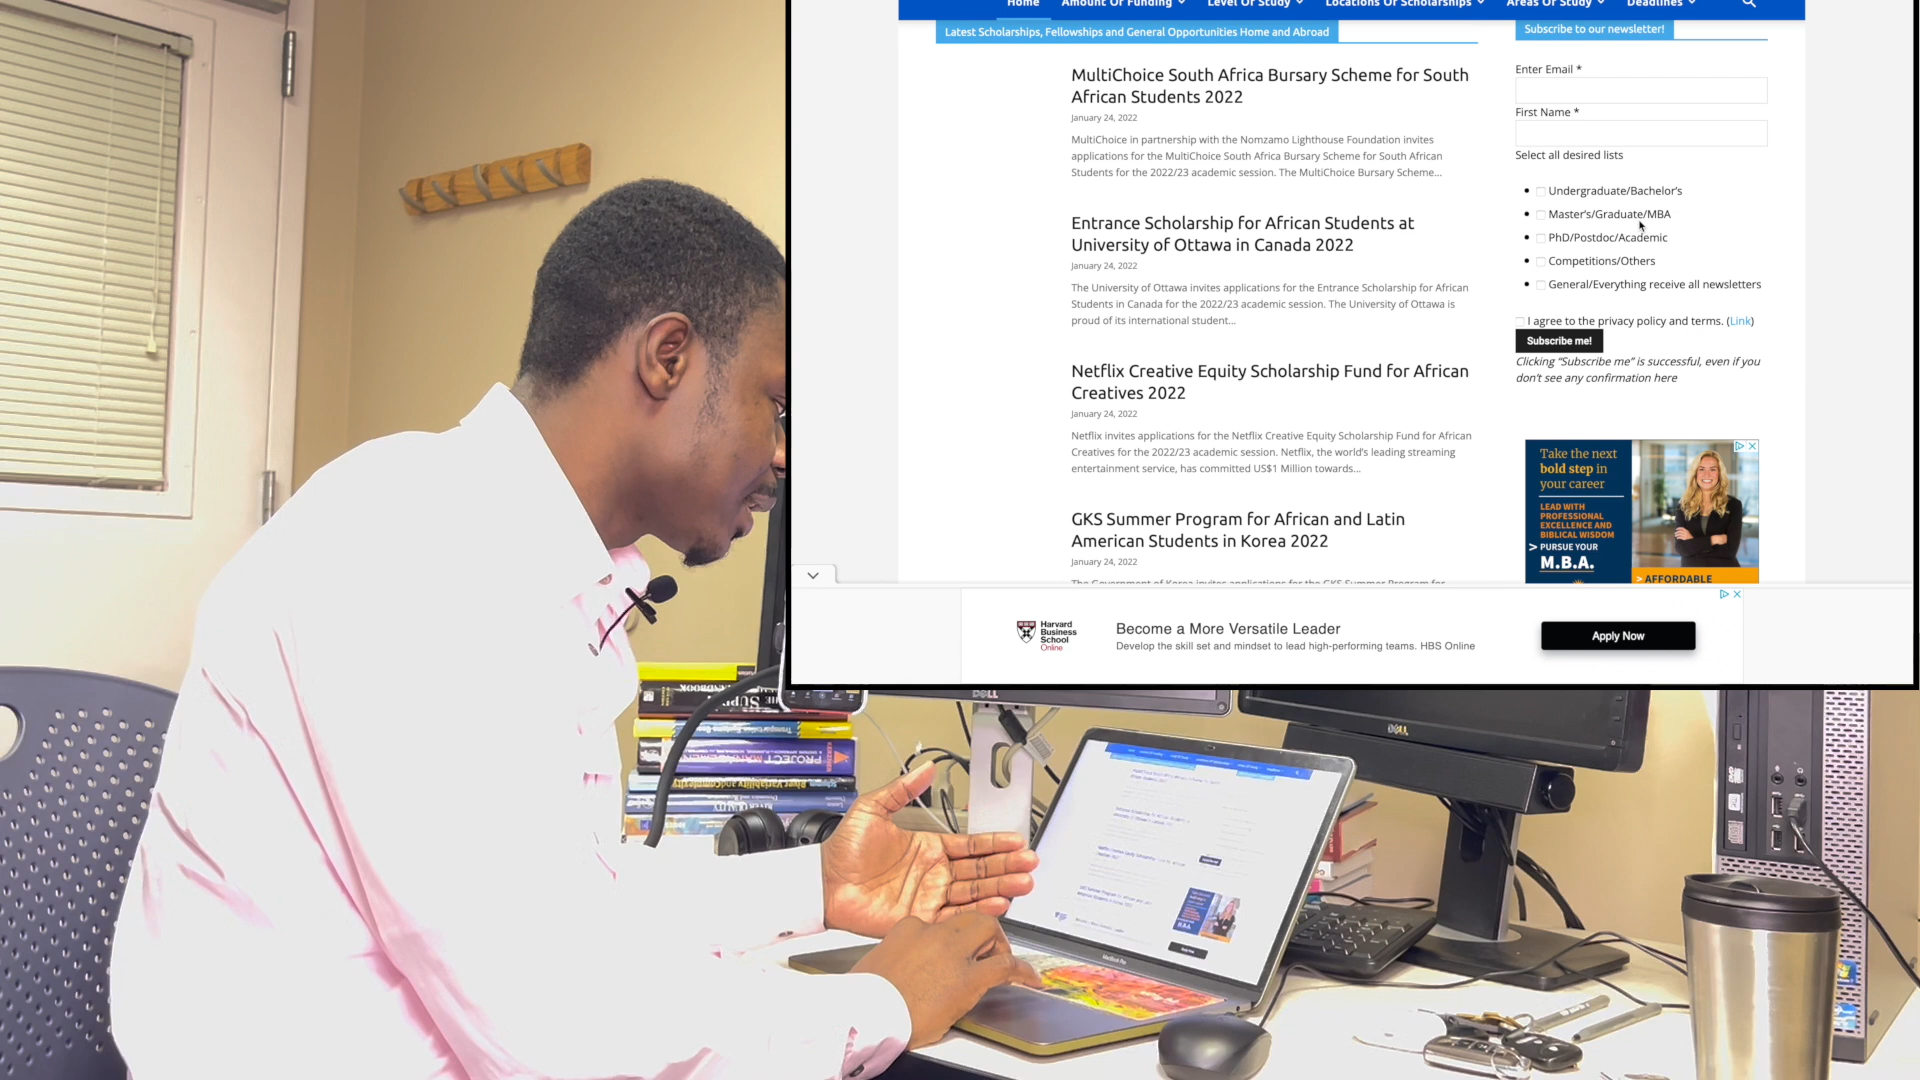 Home Amount Of Funding Level Of Study Locations Of Scholarships Areas Of Study Deadlines
Latest Scholarships, Fellowships and General Opportunities Home and Abroad
MultiChoice South Africa Bursary Scheme for South
African Students 2022
January 24, 2022
MultiChoice in partnership with the Nomzamo Lighthouse Foundation invites
applications for the MultiChoice South Africa Bursary Scheme for South African
Students for the 2022/23 academic session. The MultiChoice Bursary Scheme...
Entrance Scholarship for African Students at
University of Ottawa in Canada 2022
January 24, 2022
The University of Ottawa invites applications for the Entrance Scholarship for African
Students in Canada for the 2022/23 academic session. The University of Ottawa is
proud of its international student...
Netflix Creative Equity Scholarship Fund for African
Creatives 2022
January 24, 2022
Netflix invites applications for the Netflix Creative Equity Scholarship Fund for African
Creatives for the 2022/23 academic session. Netflix, the world's leading streaming
entertainment service, has committed US$1 Million towards...
GKS Summer Program for African and Latin
American Students in Korea 2022
January 24, 2022
The Government of Korea invites applications for the GKS Summer Program for
Subscribe to our newsletter!
Enter Email *
First Name *
Select all desired lists
Undergraduate/Bachelor's
Master's/Graduate/MBA
PhD/Postdoc/Academic
Competitions/Others
General/Everything receive all newsletters
I agree to the privacy policy and terms. (Link)
Subscribe me!
Clicking "Subscribe me" is successful, even if you
don't see any confirmation here
Take the next
bold step in
your career
LEAD WITH
PROFESSIONAL
EXCELLENCE AND
BIBLICAL WISDOM
> PURSUE YOUR
M.B.A.
> AFFORDABLE
Harvard
Business
School
Online
Become a More Versatile Leader
Develop the skill set and mindset to lead high-performing teams. HBS Online
Apply Now
DELL
DELL
PROJECT
MacBook Pro